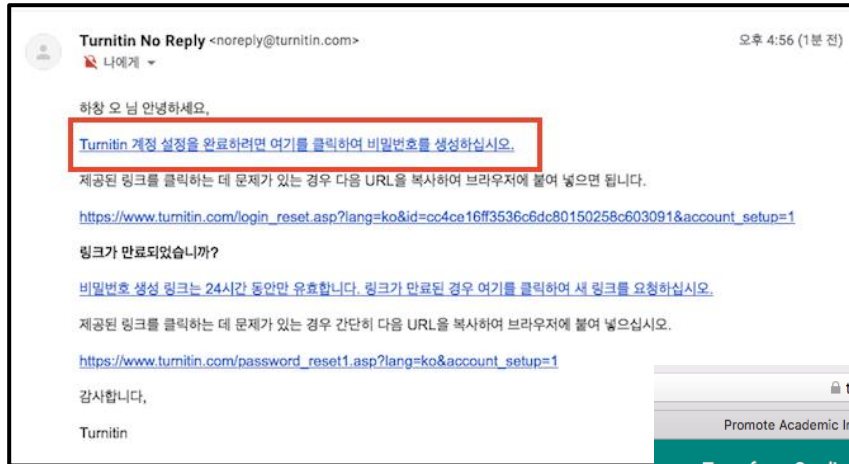 Turnitin No Reply <noreply@turnitin.com>
오후 4:56 (1분 전)
나에게
하창 오 님 안녕하세요,
Turnitin 계정 설정을 완료하려면 여기를 클릭하여 비밀번호를 생성하십시오.
제공된 링크를 클릭하는 데 문제가 있는 경우 다음 URL을 복사하여 브라우저에 붙여 넣으면 됩니다.
https://www.turnitin.com/login_reset.asp?lang=ko&id=cc4ce16ff3536c6dc80150258c603091&account_setup=1
링크가 만료되었습니까?
비밀번호 생성 링크는 24시간 동안만 유효합니다. 링크가 만료된 경우 여기를 클릭하여 새 링크를 요청하십시오.
제공된 링크를 클릭하는 데 문제가 있는 경우 간단히 다음 URL을 복사하여 브라우저에 붙여 넣으십시오.
https://www.turnitin.com/password_reset1.asp?lang=ko&account_setup=1
감사합니다,
Turnitin
Promote Academic